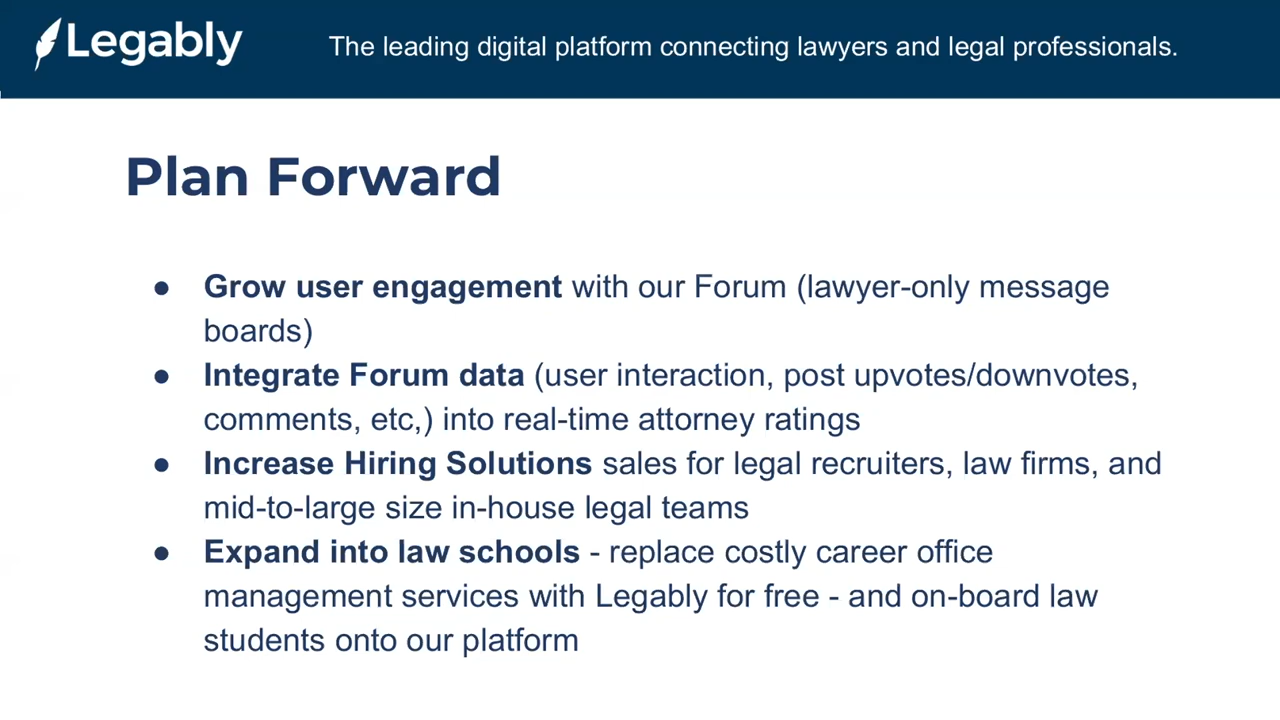 Legably
The leading digital platform connecting lawyers and legal professionals.
Plan Forward
● Grow user engagement with our Forum (lawyer-only message
boards)
● Integrate Forum data (user interaction, post upvotes/downvotes,
comments, etc,) into real-time attorney ratings
● Increase Hiring Solutions sales for legal recruiters, law firms, and
mid-to-large size in-house legal teams
● Expand into law schools - replace costly career office
management services with Legably for free - and on-board law
students onto our platform